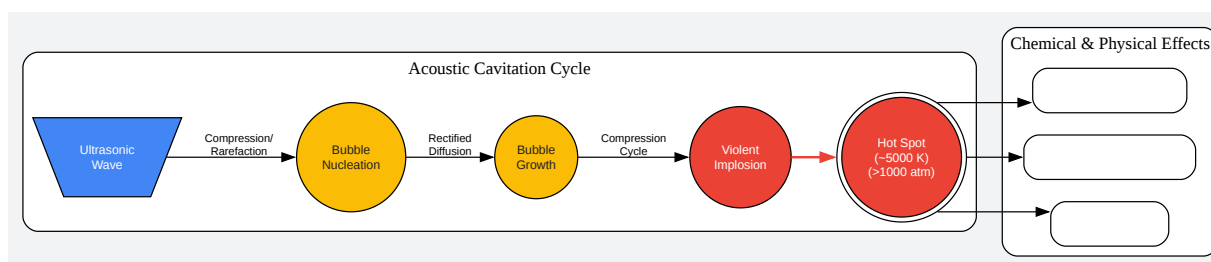 Acoustic Cavitation Cycle
Chemical & Physical Effects
Ultrasonic
Wave
Compression/
Rarefaction
Bubble
Nucleation
Rectified
Diffusion
Bubble
Growth
Compression
Cycle
Violent
Implosion
Hot Spot
(~5000 K)
(>1000 atm)